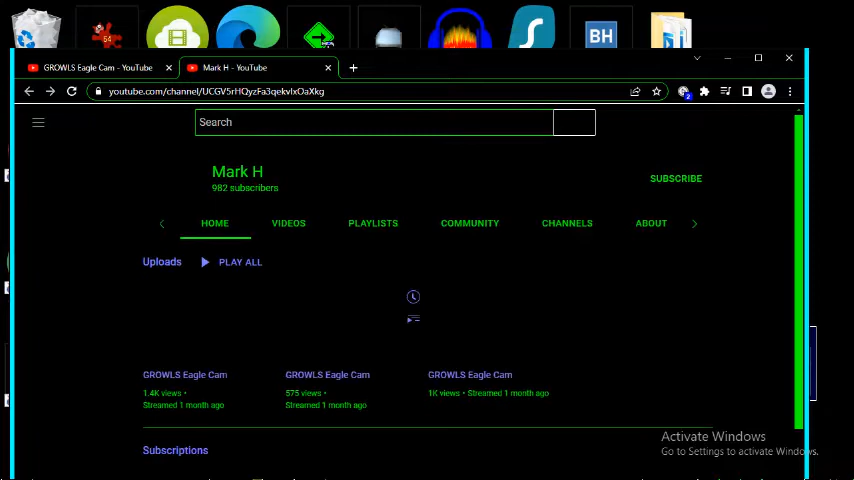 64
BH
GROWLS Eagle Cam - YouTube
Mark H - YouTube
youtube.com/channel/UCGV5rHQyzFa3qekvIxOaXkg
2
Search
Mark H
982 subscribers
SUBSCRIBE
HOME VIDEOS PLAYLISTS COMMUNITY CHANNELS ABOUT
Uploads PLAY ALL
GROWLS Eagle Cam
1.4K views •
Streamed 1 month ago
GROWLS Eagle Cam
575 views •
Streamed 1 month ago
GROWLS Eagle Cam
1K views • Streamed 1 month ago
Subscriptions
Activate Windows
Go to Settings to activate Windows.